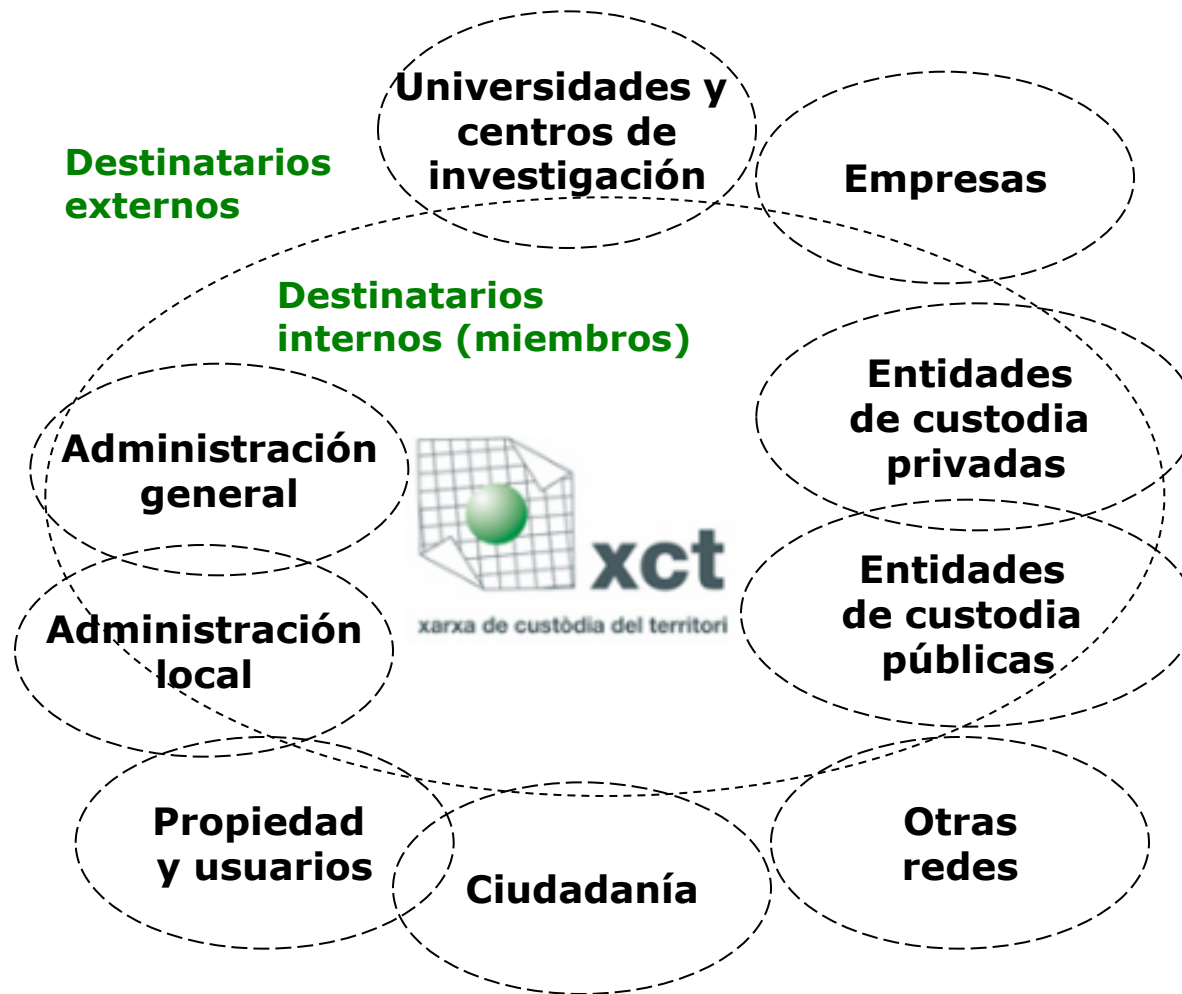 Universidades y
centros de
investigación
Destinatarios
externos
Empresas
Destinatarios
internos (miembros)
Entidades
de custodia
privadas
Administración
general
xct
xarxa de custòdia del territori
Entidades
de custodia
públicas
Administración
local
Propiedad
y usuarios
Otras
redes
Ciudadanía